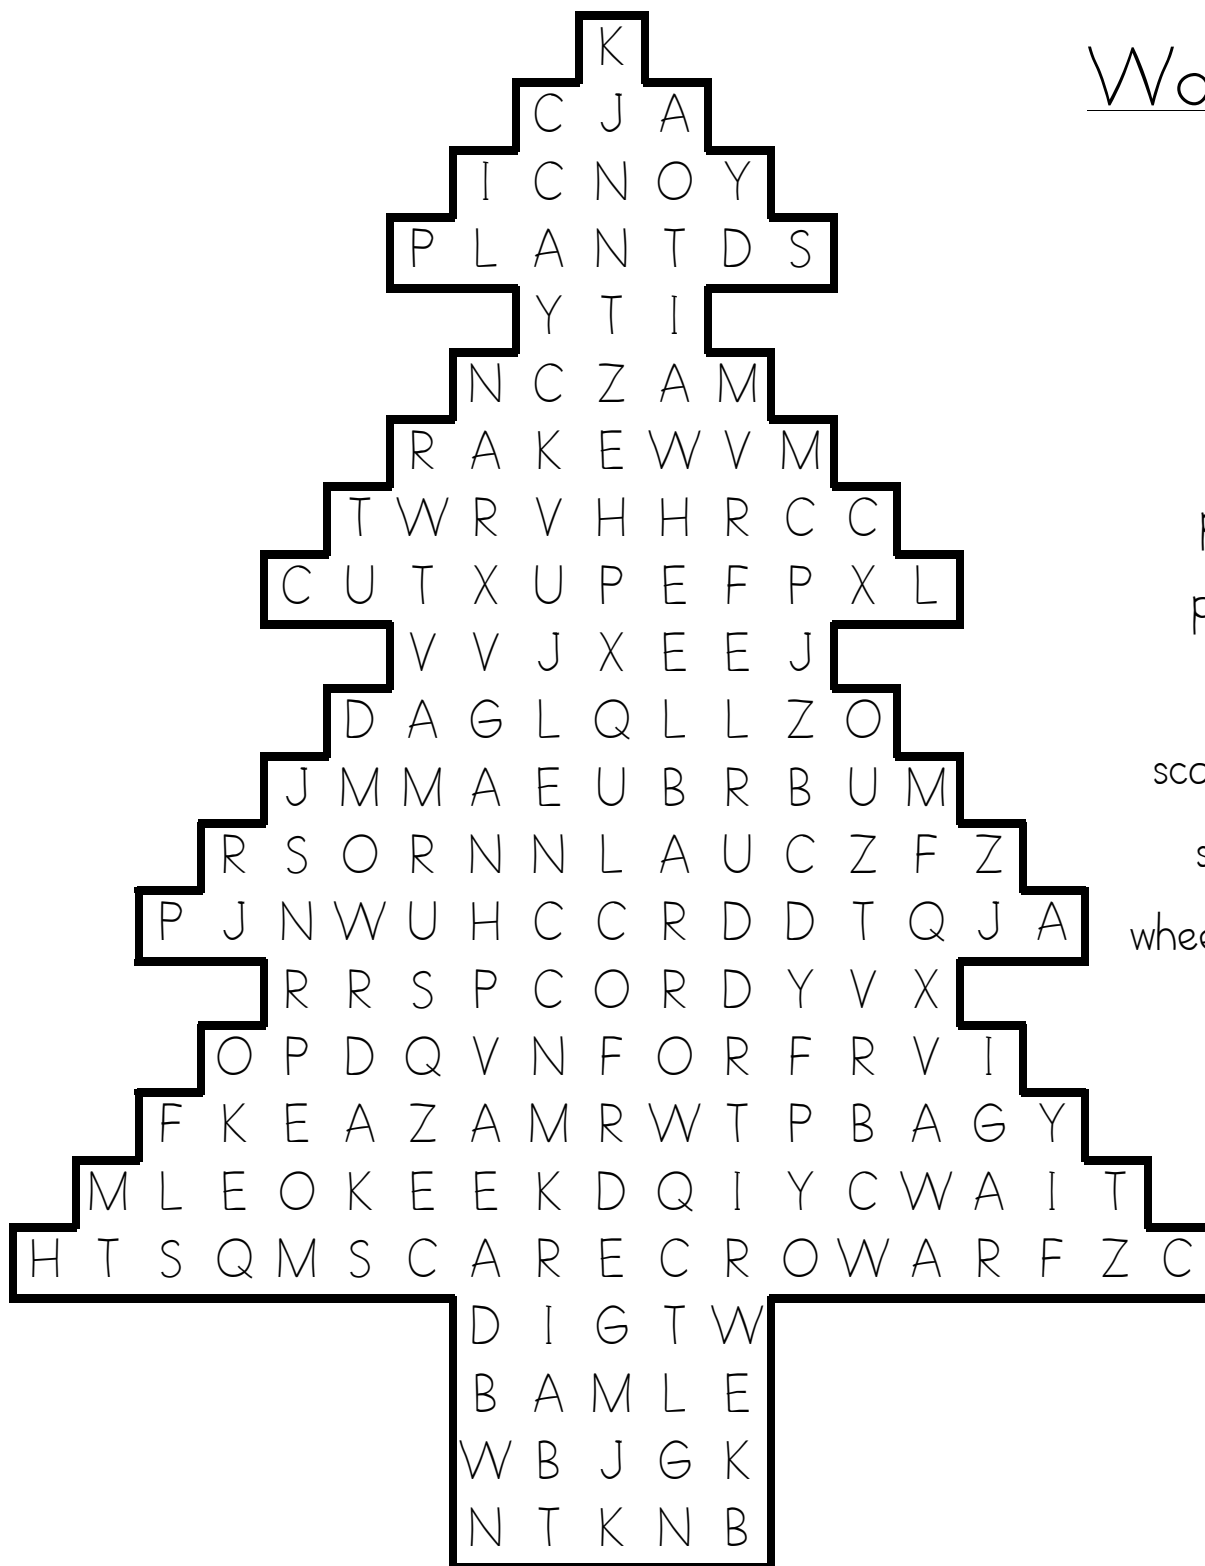 K
C J A
I C N O Y
P L A N T D S
Y T I
N C Z A M
R A K E W V M
T W R V H H R C C
C U T X U P E F P X L
V V J X E E J
D A G L Q L L Z O
J M M A E U B R B U M
R S O R N N L A U C Z F Z
P J N W U H C C R D D T Q J A
R R S P C O R D Y V X
O P D Q V N F O R F R V I
F K E A Z A M R W T P B A G Y
M L E O K E E K D Q I Y C W A I T
H T S Q M S C A R E C R O W A R F Z C
D I G T W
B A M L E
W B J G K
N T K N B